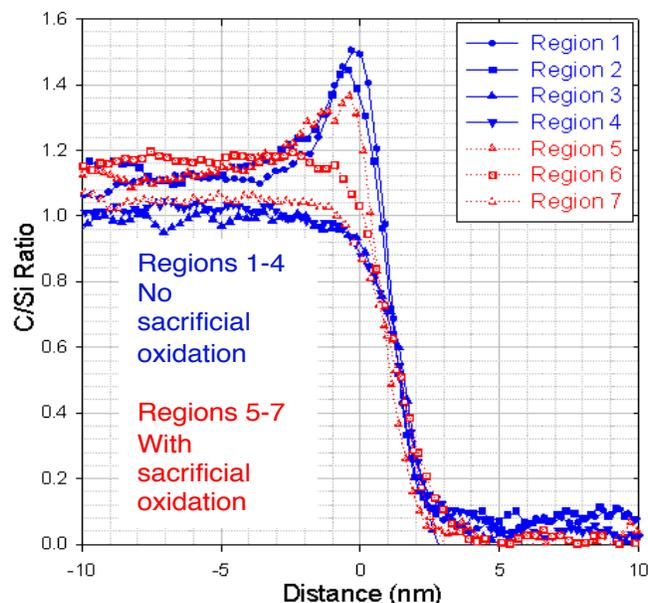 1.6
1.4
1.2
1.0
0.8
0.6
0.4
0.2
0.0
C/Si Ratio
Region 1
Region 2
Region 3
Region 4
Region 5
Region 6
Region 7
Regions 1-4
No
sacrificial
oxidation
Regions 5-7
With
sacrificial
oxidation
-10
-5
0
5
10
Distance (nm)